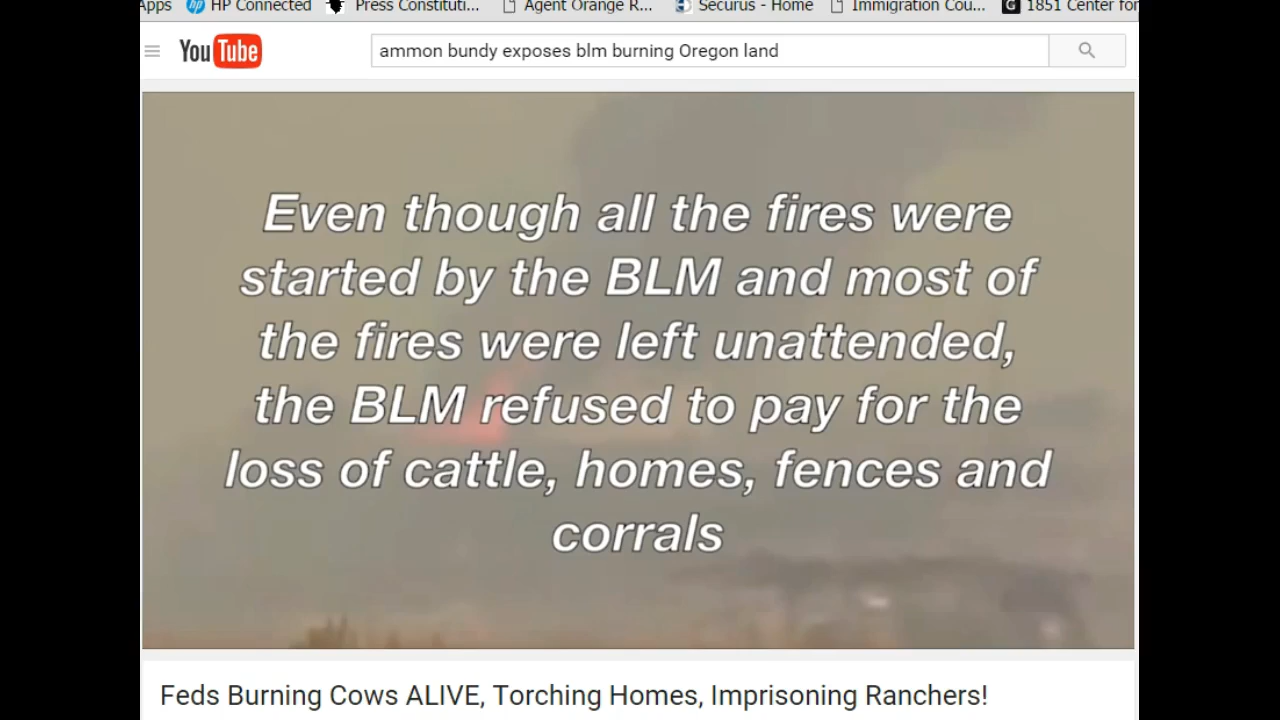 Apps HP Connected Press Constituti... Agent Orange R... Securus - Home Immigration Cou... 1851 Center for
YouTube ammon bundy exposes blm burning Oregon land
Even though all the fires were
started by the BLM and most of
the fires were left unattended,
the BLM refused to pay for the
loss of cattle, homes, fences and
corrals
Feds Burning Cows ALIVE, Torching Homes, Imprisoning Ranchers!